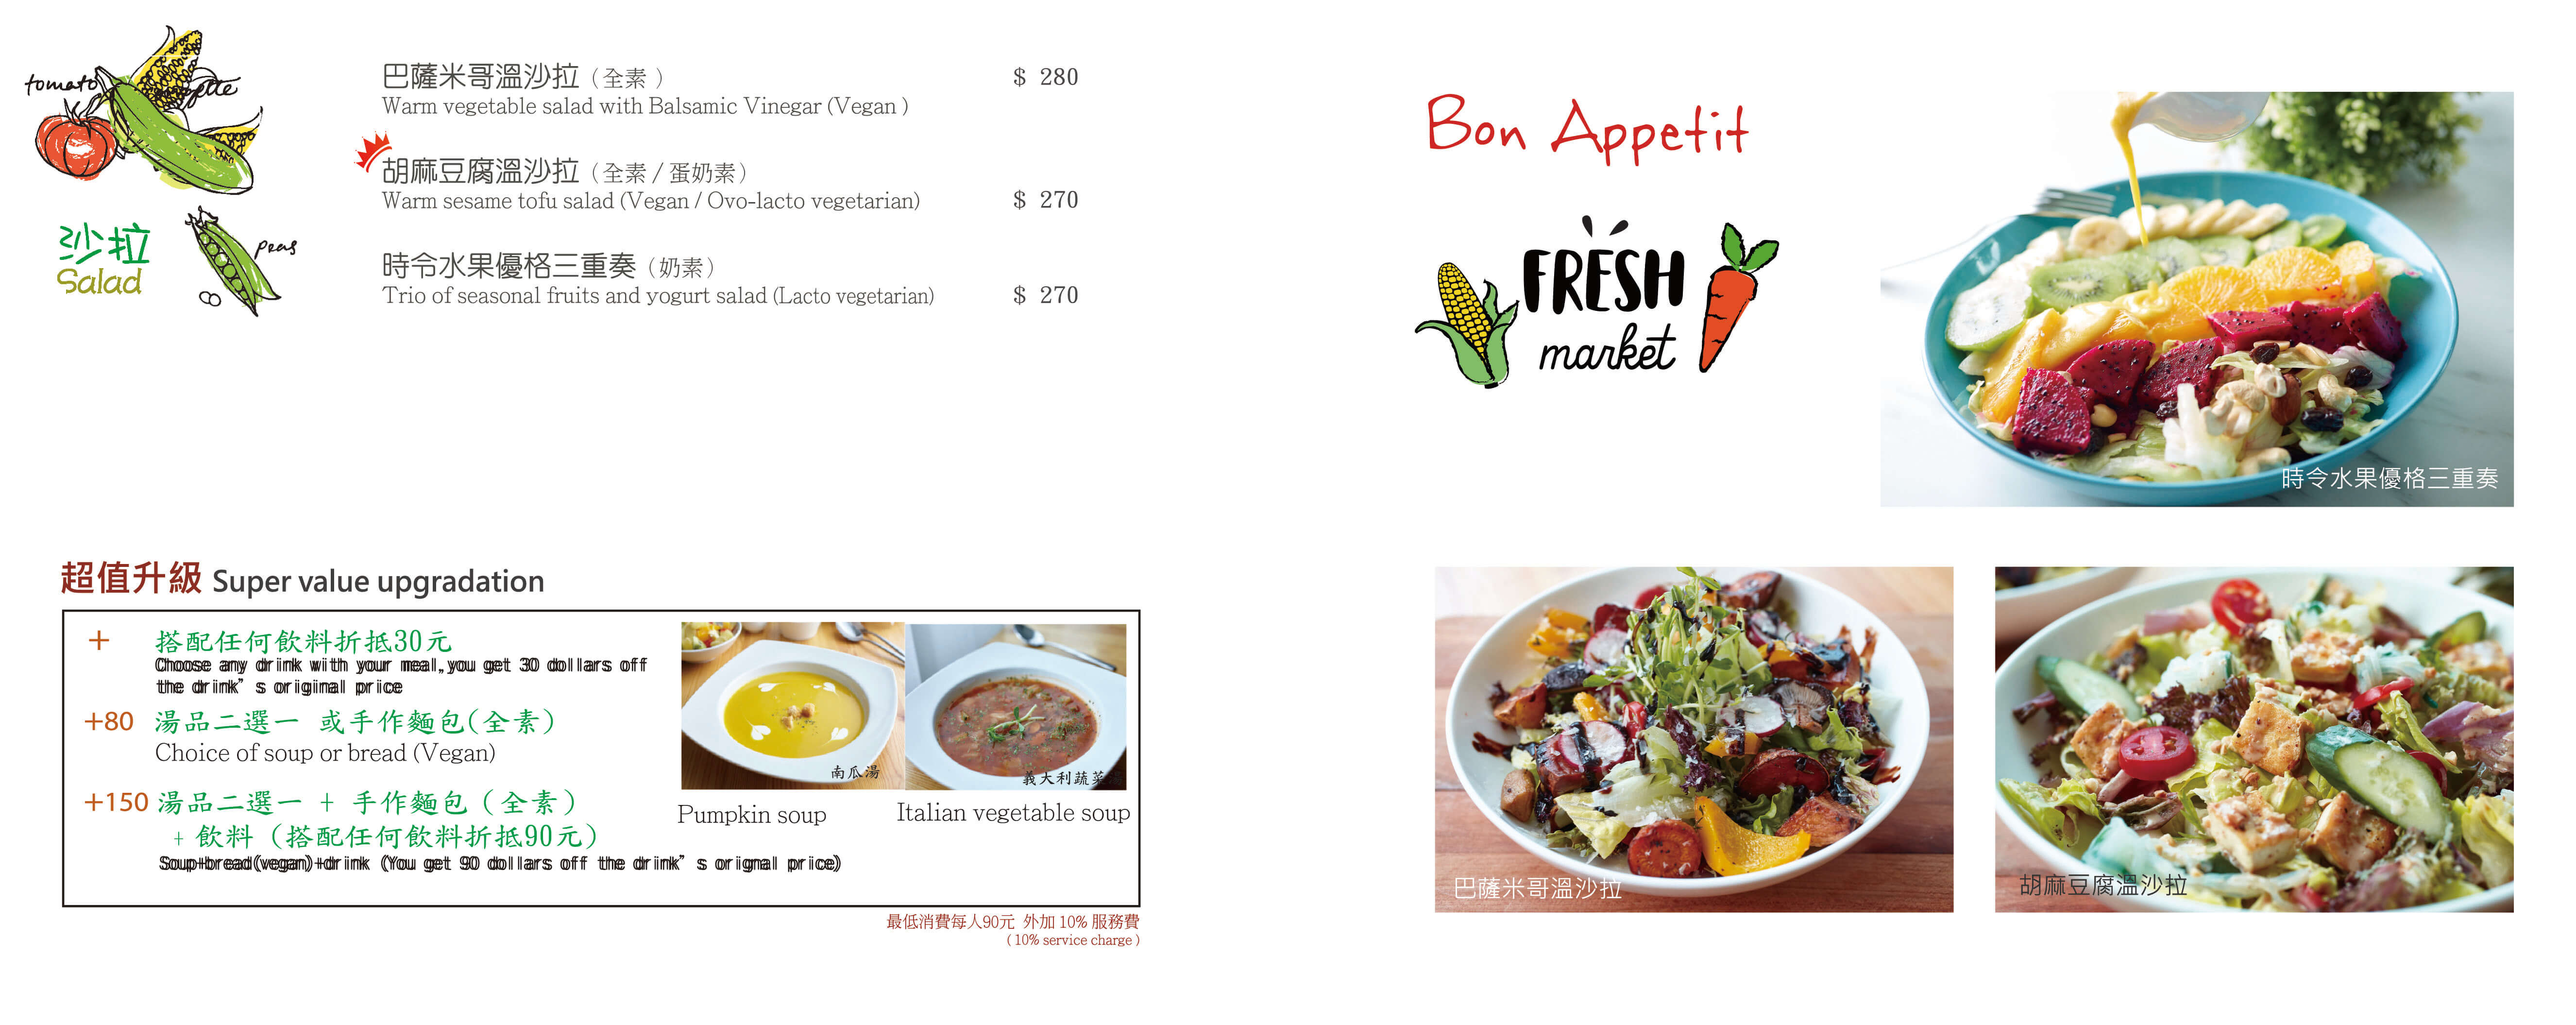 tomato
巴薩米哥溫沙拉（全素 ） $ 280
Warm vegetable salad with Balsamic Vinegar (Vegan )
胡麻豆腐溫沙拉（全素 / 蛋奶素）
Warm sesame tofu salad (Vegan / Ovo-lacto vegetarian) $ 270
沙拉
Salad
peas
時令水果優格三重奏（奶素）
Trio of seasonal fruits and yogurt salad (Lacto vegetarian) $ 270
超值升級 Super value upgradation
+ 搭配任何飲料折抵30元
Choose any drink with your meal,you get 30 dollars off
the drink” s original price
+80 湯品二選一 或手作麵包(全素)
Choice of soup or bread (Vegan)
+150 湯品二選一 + 手作麵包（全素）
+ 飲料（搭配任何飲料折抵90元）
Soup+bread(vegan)+drink (You get 90 dollars off the drink” s orignal price)
南瓜湯
義大利蔬菜
Pumpkin soup
Italian vegetable soup
最低消費每人90元 外加 10% 服務費
( 10% service charge )
Bon Appetit
FRESH
market
時令水果優格三重奏
巴薩米哥溫沙拉
胡麻豆腐溫沙拉